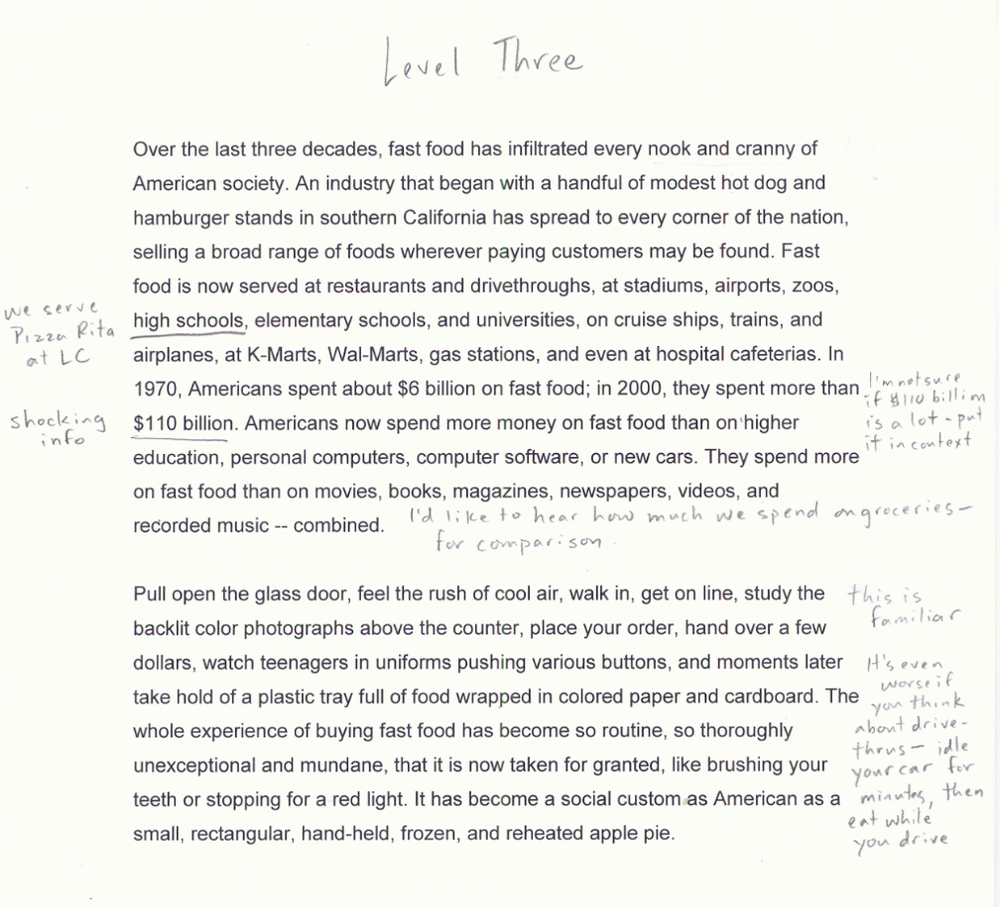 Level Three
Over the last three decades, fast food has infiltrated every nook and cranny of
American society. An industry that began with a handful of modest hot dog and
hamburger stands in southern California has spread to every corner of the nation,
selling a broad range of foods wherever paying customers may be found. Fast
food is now served at restaurants and drivethroughs, at stadiums, airports, zoos,
we serve
Pizza Rita
at LC
high schools, elementary schools, and universities, on cruise ships, trains, and
airplanes, at K-Marts, Wal-Marts, gas stations, and even at hospital cafeterias. In
1970, Americans spent about $6 billion on fast food; in 2000, they spent more than
I'm not sure
if $110 billion
is a lot - put
it in context
shocking
info
$110 billion. Americans now spend more money on fast food than on higher
education, personal computers, computer software, or new cars. They spend more
on fast food than on movies, books, magazines, newspapers, videos, and
recorded music -- combined.
I'd like to hear how much we spend on groceries-
for comparison.
Pull open the glass door, feel the rush of cool air, walk in, get on line, study the
this is
familiar
backlit color photographs above the counter, place your order, hand over a few
dollars, watch teenagers in uniforms pushing various buttons, and moments later
take hold of a plastic tray full of food wrapped in colored paper and cardboard. The
whole experience of buying fast food has become so routine, so thoroughly
unexceptional and mundane, that it is now taken for granted, like brushing your
teeth or stopping for a red light. It has become a social custom as American as a
small, rectangular, hand-held, frozen, and reheated apple pie.
It's even
worse if
you think
about drive-
thrus- idle
your car for
minutes, then
eat while
you drive